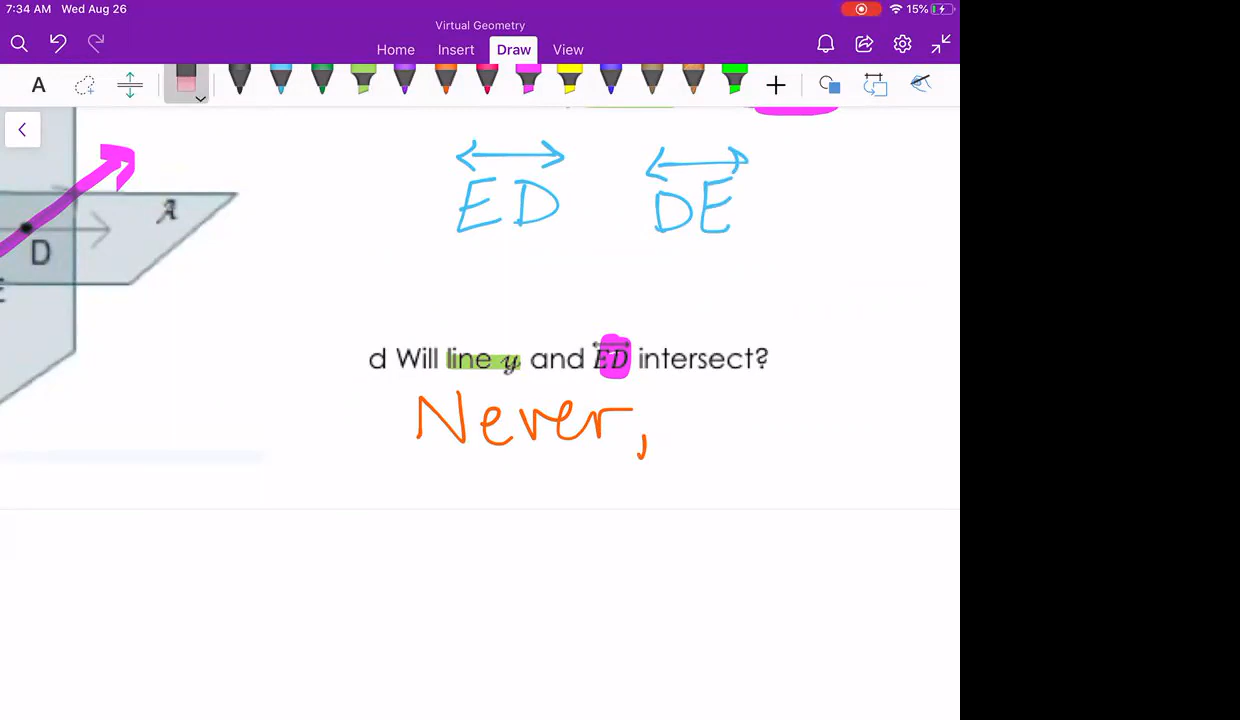 7:34 AM Wed Aug 26
15%
Virtual Geometry
Home Insert Draw View
A
ED DE
A
D
d Will line y and ED intersect?
Never,